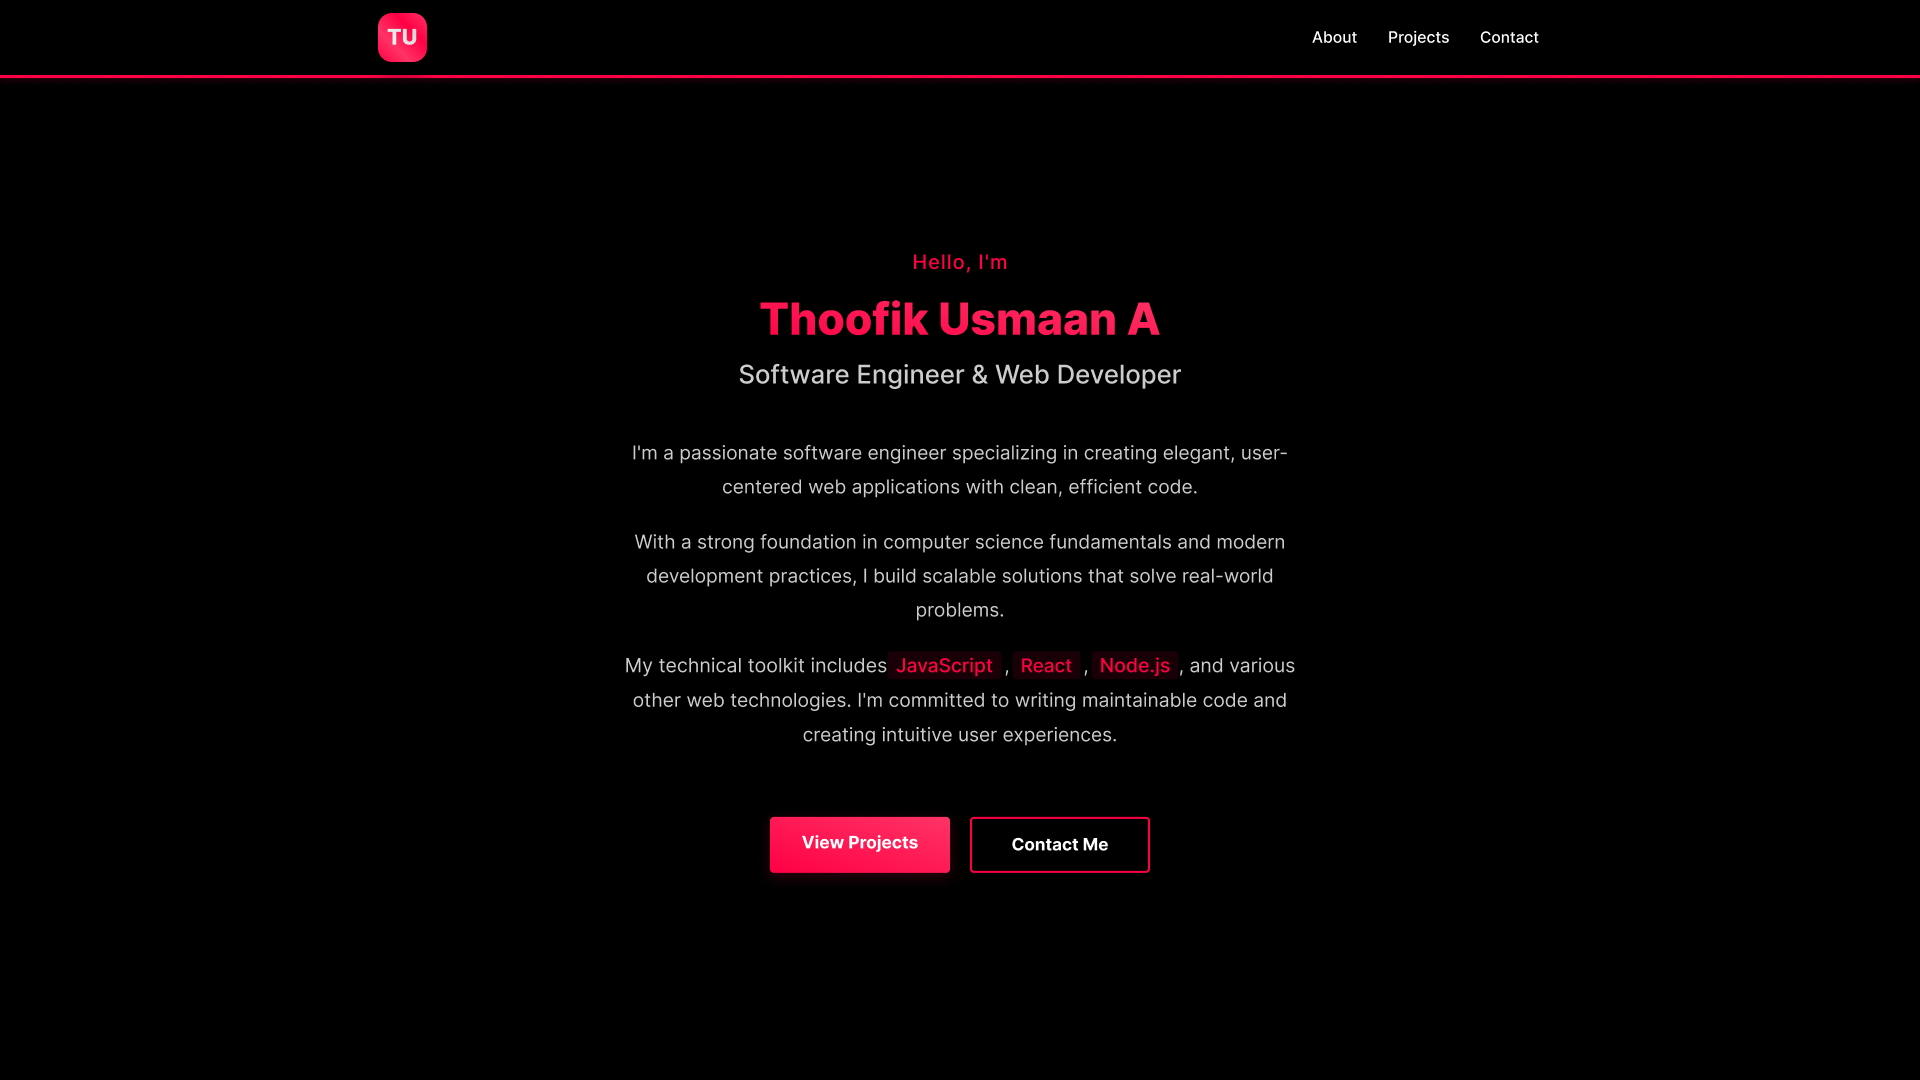 TU
About
Projects
Contact
Hello, I'm
Thoofik Usmaan A
Software Engineer & Web Developer
I'm a passionate software engineer specializing in creating elegant, user-
centered web applications with clean, efficient code.
With a strong foundation in computer science fundamentals and modern
development practices, I build scalable solutions that solve real-world
problems.
My technical toolkit includes JavaScript , React , Node.js , and various
other web technologies. I'm committed to writing maintainable code and
creating intuitive user experiences.
View Projects
Contact Me